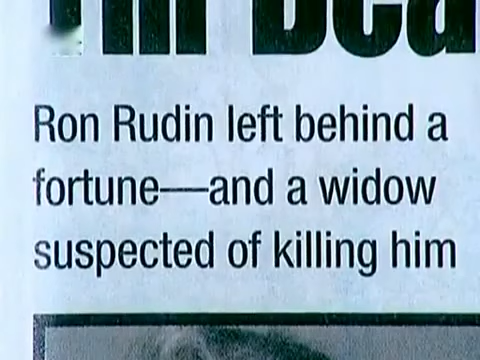 Ron Rudin left behind a
fortune—and a widow
suspected of killing him